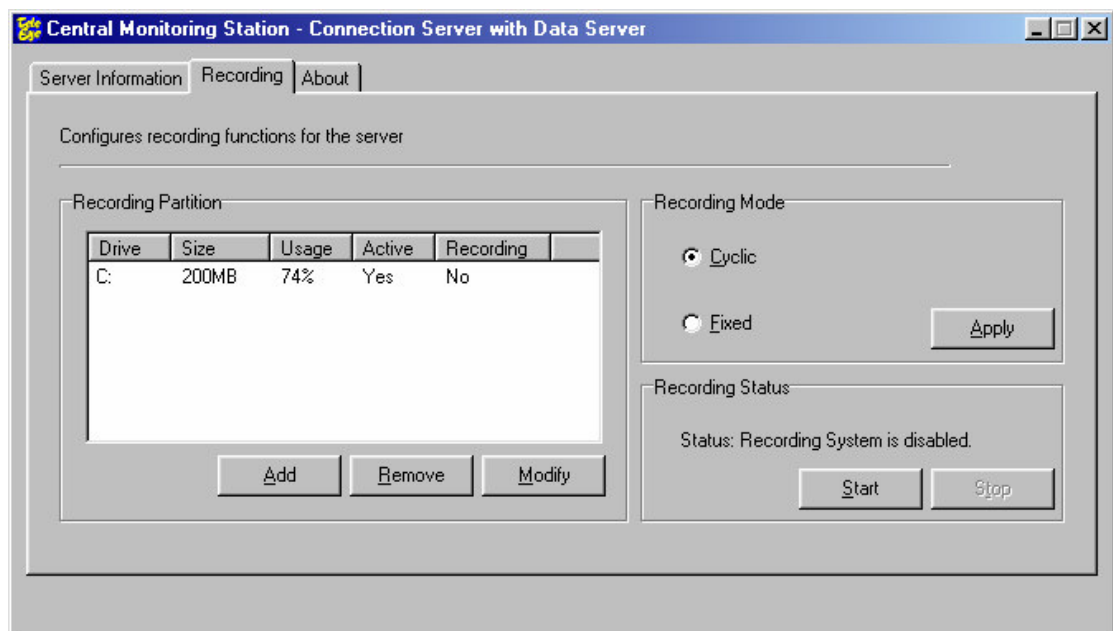 Central Monitoring Station - Connection Server with Data Server
Server Information Recording About
Configures recording functions for the server
Recording Partition
Drive Size Usage Active Recording
C: 200MB 74% Yes No
Add Remove Modify
Recording Mode
Cyclic
Fixed
Apply
Recording Status
Status: Recording System is disabled.
Start Stop